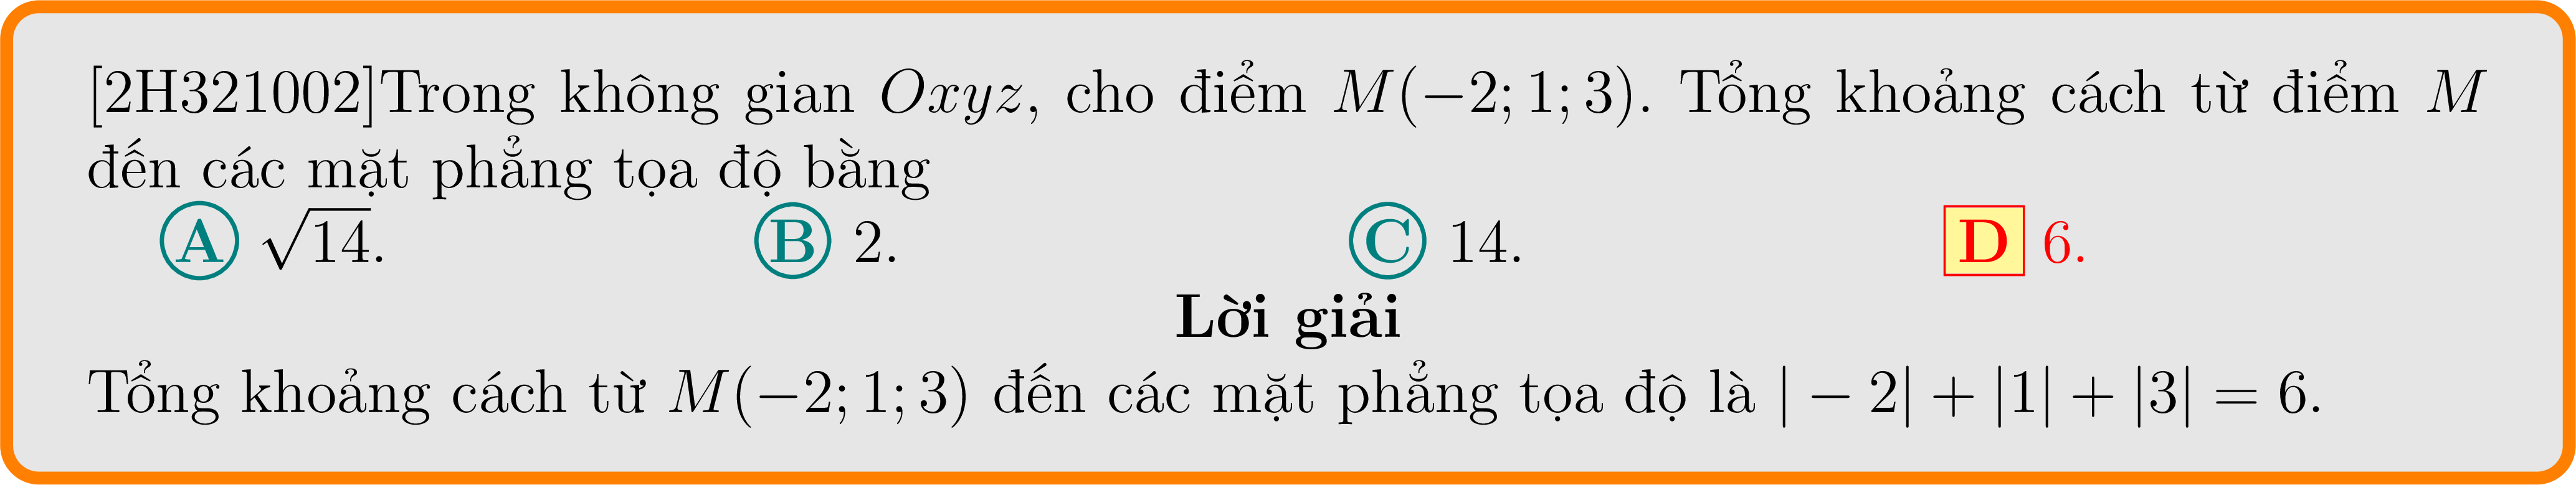 [2H321002]Trong không gian Oxyz, cho điểm M(−2; 1; 3). Tổng khoảng cách từ điểm M
đến các mặt phẳng tọa độ bằng
A √14. B 2. C 14. D 6.
Lời giải
Tổng khoảng cách từ M(−2; 1; 3) đến các mặt phẳng tọa độ là | − 2| + |1| + |3| = 6.